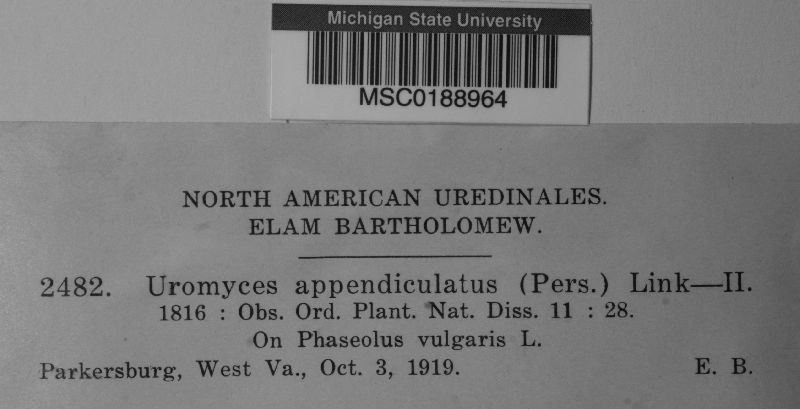 Michigan State University
MSC0188964
NORTH AMERICAN UREDINALES.
ELAM BARTHOLOMEW.
2482. Uromyces appendiculatus (Pers.) Link—II.
1816 : Obs. Ord. Plant. Nat. Diss. 11 : 28.
On Phaseolus vulgaris L.
Parkersburg, West Va., Oct. 3, 1919. E. B.